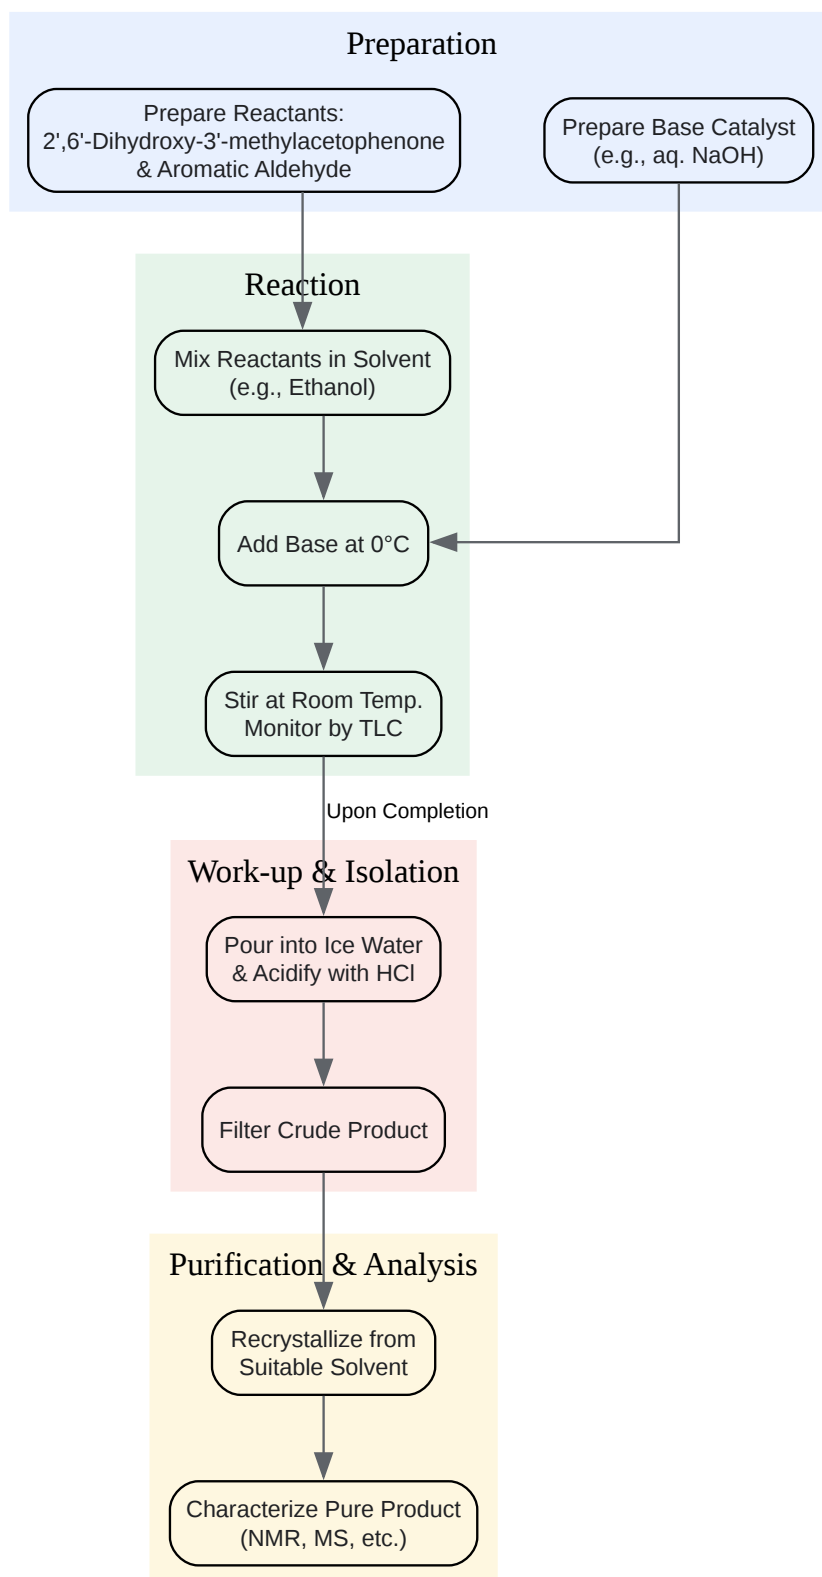 Preparation
Prepare Reactants:
2',6'-Dihydroxy-3'-methylacetophenone
& Aromatic Aldehyde
Prepare Base Catalyst
(e.g., aq. NaOH)
Reaction
Mix Reactants in Solvent
(e.g., Ethanol)
Add Base at 0°C
Stir at Room Temp.
Monitor by TLC
Upon Completion
Work-up & Isolation
Pour into Ice Water
& Acidify with HCl
Filter Crude Product
Purification & Analysis
Recrystallize from
Suitable Solvent
Characterize Pure Product
(NMR, MS, etc.)